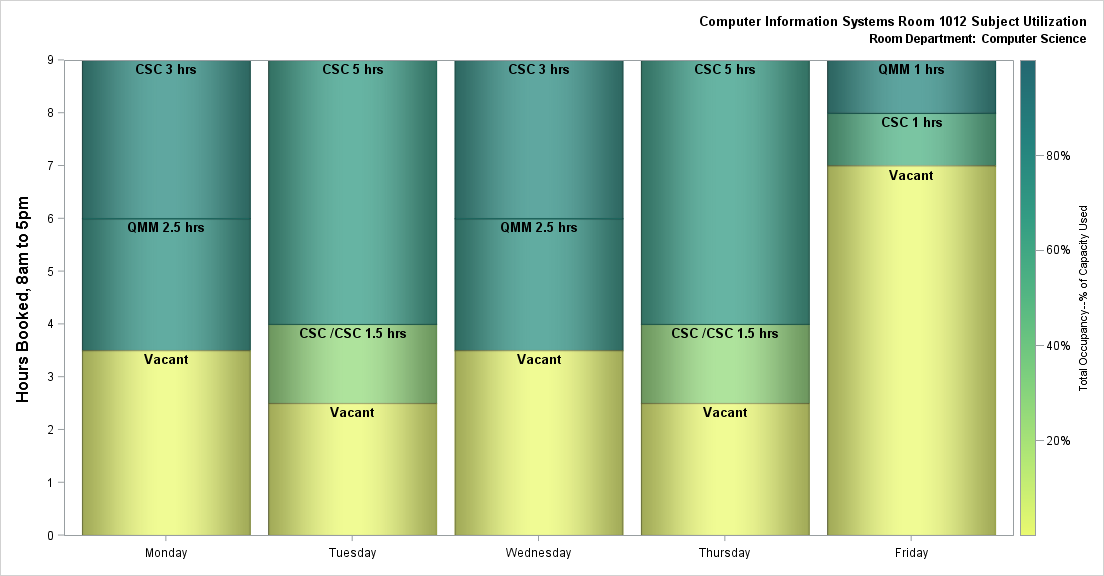 Computer Information Systems Room 1012 Subject Utilization
Room Department: Computer Science
Hours Booked, 8am to 5pm
9
8
7
6
5
4
3
2
1
0
CSC 3 hrs
QMM 2.5 hrs
Vacant
CSC 5 hrs
CSC /CSC 1.5 hrs
Vacant
CSC 3 hrs
QMM 2.5 hrs
Vacant
CSC 5 hrs
CSC /CSC 1.5 hrs
Vacant
QMM 1 hrs
CSC 1 hrs
Vacant
Monday
Tuesday
Wednesday
Thursday
Friday
80%
60%
40%
20%
Total Occupancy--% of Capacity Used